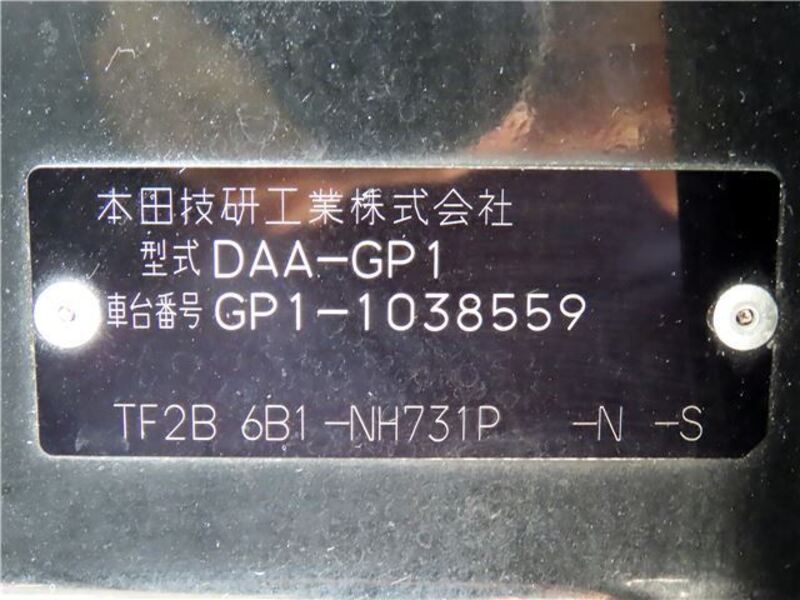 本田技研工業株式会社
型式 DAA-GP1
車台番号 GP1-1038559
TF2B 6B1-NH731P -N -S